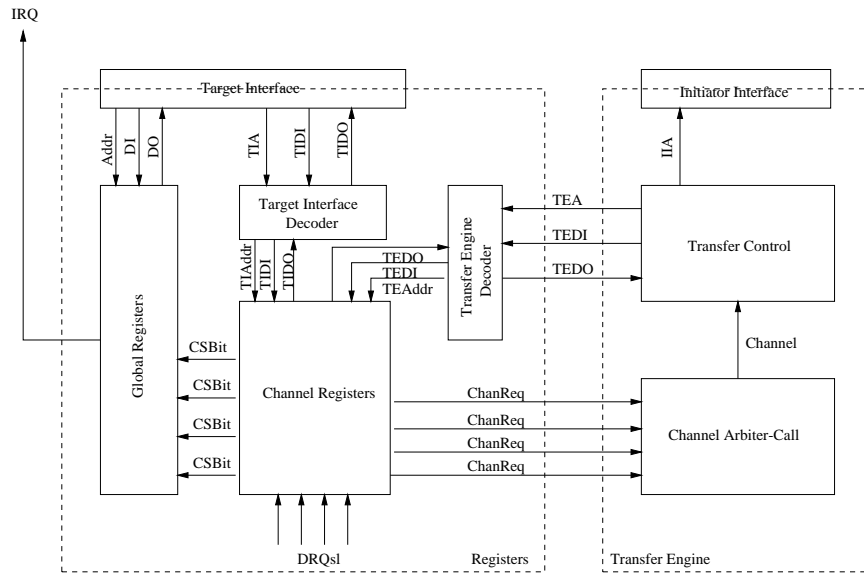 IRQ
Target Interface
Initiator Interface
Addr
DI
DO
TIA
TIDI
TIDO
IIA
Target Interface
Decoder
Transfer Engine
Decoder
TEA
TEDI
TEDO
Transfer Control
TIAddr
TIDI
TIDO
TEDO
TEDI
TEAddr
Global Registers
CSBit
CSBit
CSBit
CSBit
Channel Registers
ChanReq
ChanReq
ChanReq
ChanReq
Channel
Channel Arbiter-Call
DRQsl
Registers
Transfer Engine